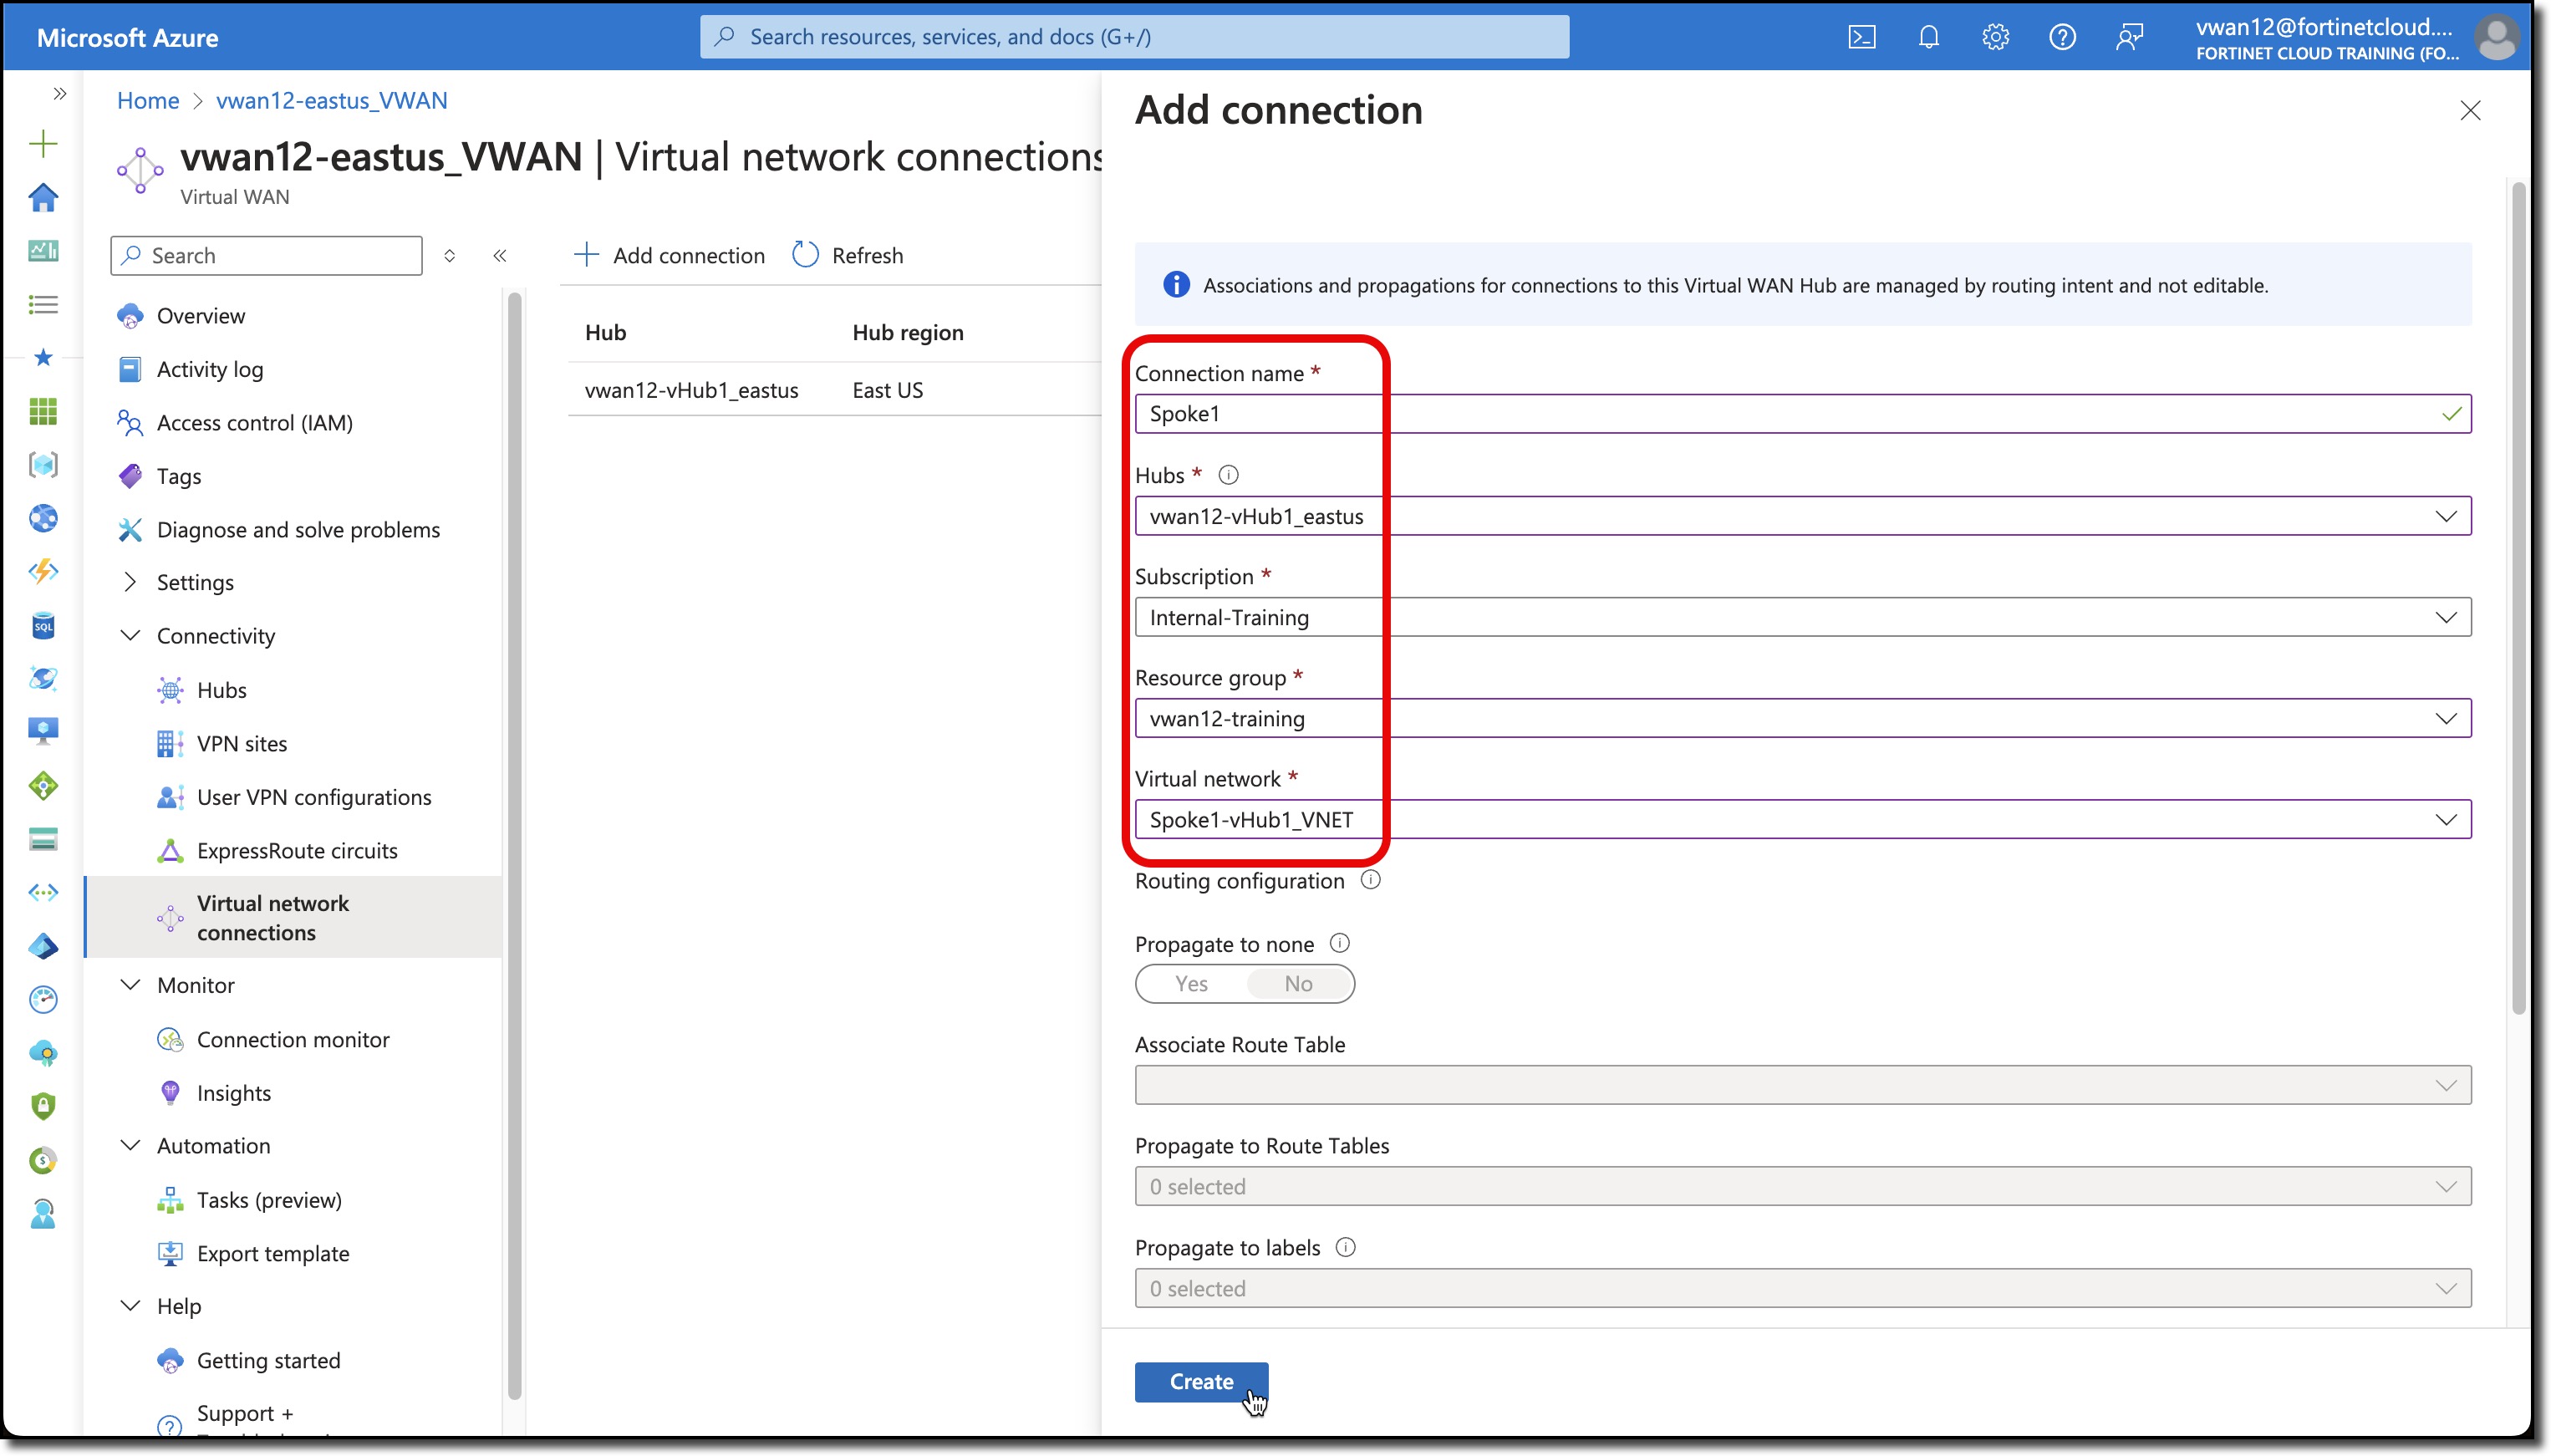 Microsoft Azure
Search resources, services, and docs (G+/)
vwan12@fortinetcloud....
FORTINET CLOUD TRAINING (FO...
Home > vwan12-eastus_VWAN
vwan12-eastus_VWAN | Virtual network connections
Virtual WAN
Search
Overview
Activity log
Access control (IAM)
Tags
Diagnose and solve problems
Settings
Connectivity
Hubs
VPN sites
User VPN configurations
ExpressRoute circuits
Virtual network
connections
Monitor
Connection monitor
Insights
Automation
Tasks (preview)
Export template
Help
Getting started
Support +
SQL
Add connection
Refresh
Hub Hub region
vwan12-vHub1_eastus East US
Add connection
Associations and propagations for connections to this Virtual WAN Hub are managed by routing intent and not editable.
Connection name *
Spoke1
Hubs *
vwan12-vHub1_eastus
Subscription *
Internal-Training
Resource group *
vwan12-training
Virtual network *
Spoke1-vHub1_VNET
Routing configuration
Propagate to none
Yes No
Associate Route Table
Propagate to Route Tables
0 selected
Propagate to labels
0 selected
Create